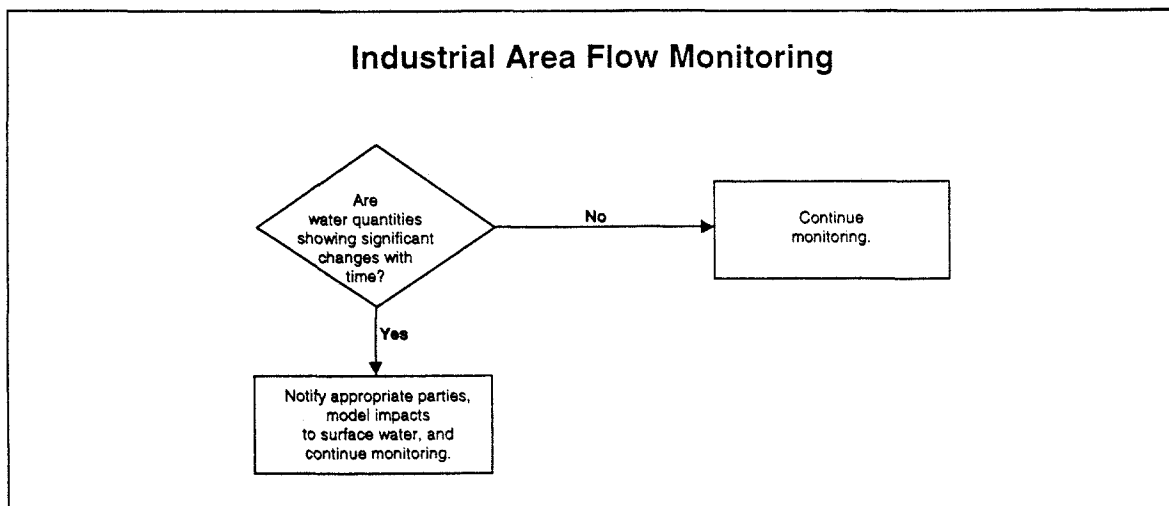 Industrial Area Flow Monitoring
Are
water quantities
showing significant
changes with
time?
No
Continue
monitoring.
Yes
Notify appropriate parties,
model impacts
to surface water, and
continue monitoring.